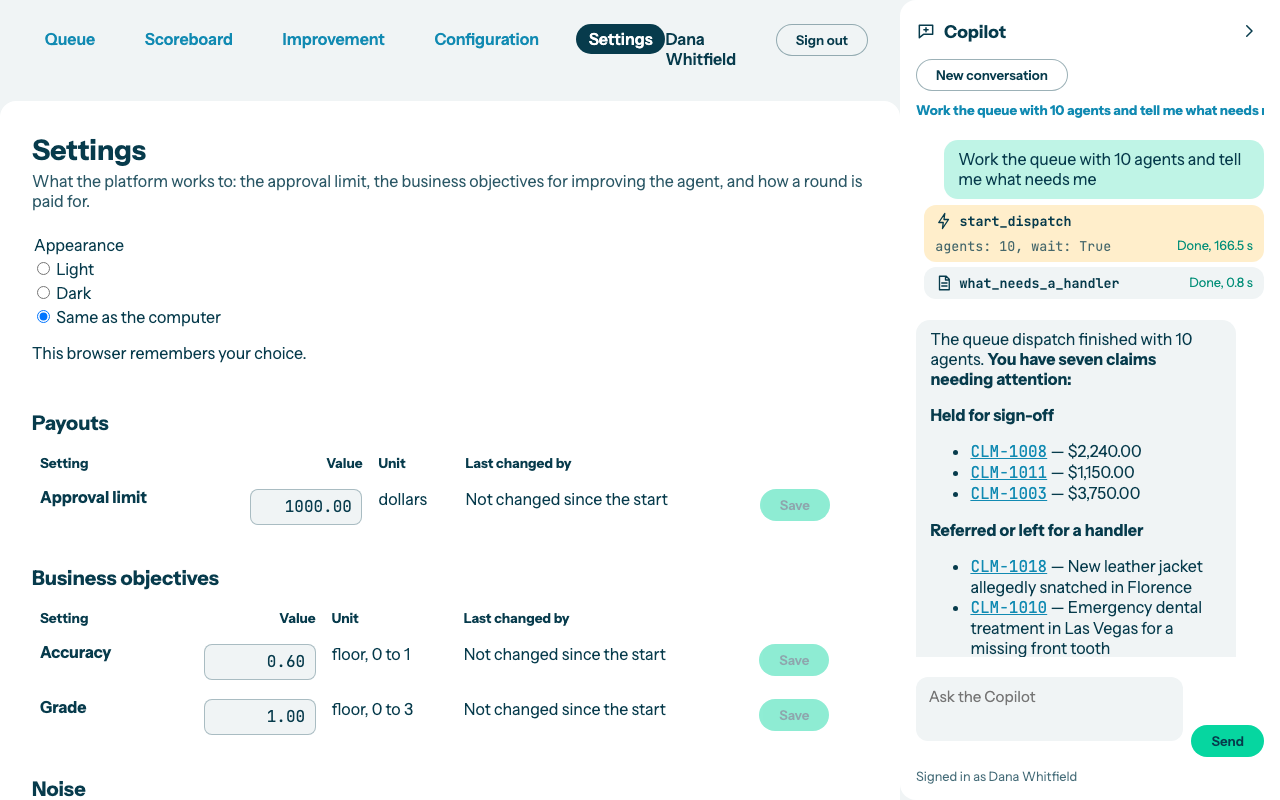 Queue
Scoreboard
Improvement
Configuration
Settings
Dana Whitfield
Sign out
Settings
What the platform works to: the approval limit, the business objectives for improving the agent, and how a round is
paid for.
Appearance
Light
Dark
Same as the computer
This browser remembers your choice.
Payouts
Setting Value Unit Last changed by
Approval limit 1000.00 dollars Not changed since the start Save
Business objectives
Setting Value Unit Last changed by
Accuracy 0.60 floor, 0 to 1 Not changed since the start Save
Grade 1.00 floor, 0 to 3 Not changed since the start Save
Noise
Copilot
New conversation
Work the queue with 10 agents and tell me what needs
Work the queue with 10 agents and tell
me what needs me
start_dispatch
agents: 10, wait: True Done, 166.5 s
what_needs_a_handler Done, 0.8 s
The queue dispatch finished with 10
agents. You have seven claims
needing attention:
Held for sign-off
• CLM-1008 — $2,240.00
• CLM-1011 — $1,150.00
• CLM-1003 — $3,750.00
Referred or left for a handler
• CLM-1018 — New leather jacket
allegedly snatched in Florence
• CLM-1010 — Emergency dental
treatment in Las Vegas for a
missing front tooth
Ask the Copilot
Send
Signed in as Dana Whitfield